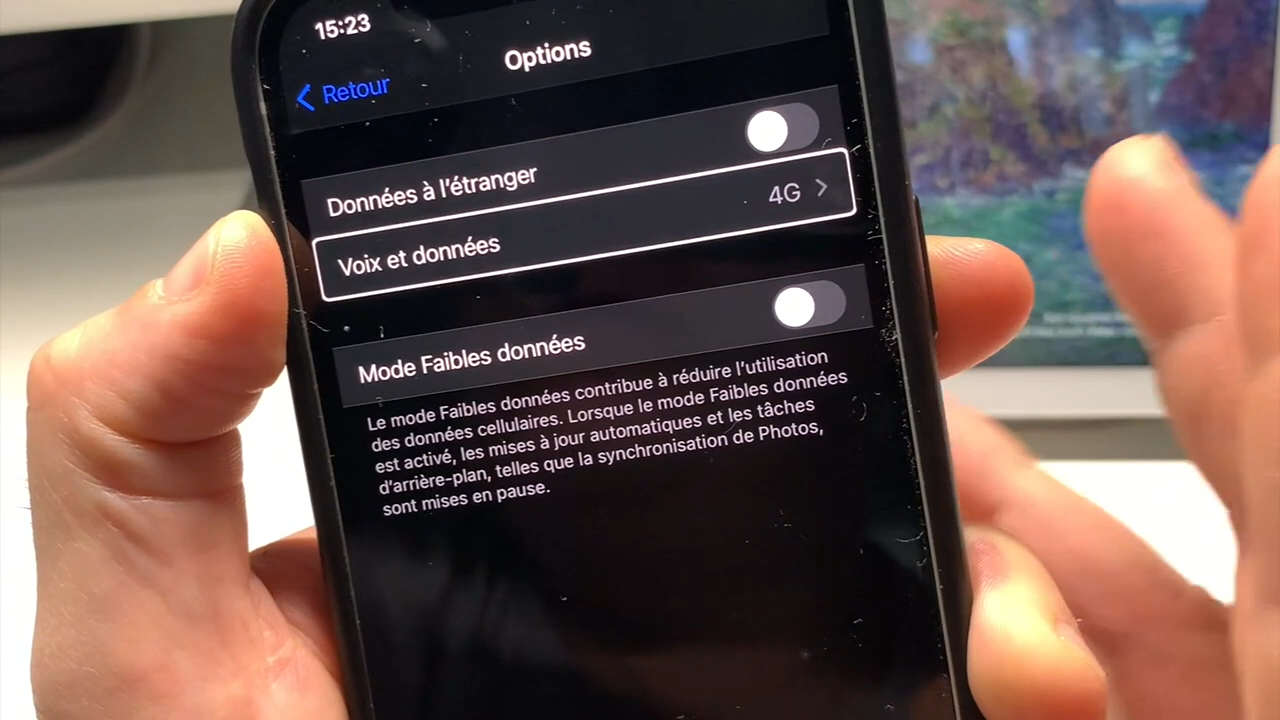 15:23
Options
Retour
Données à l'étranger
Voix et données 4G
Mode Faibles données
Le mode Faibles données contribue à réduire l'utilisation
des données cellulaires. Lorsque le mode Faibles données
est activé, les mises à jour automatiques et les tâches
d'arrière-plan, telles que la synchronisation de Photos,
sont mises en pause.